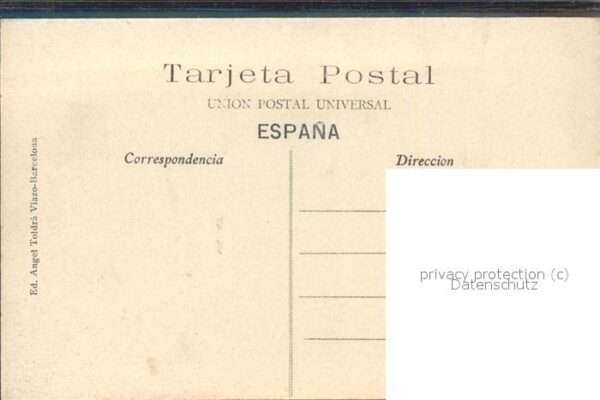 Tarjeta Postal
UNION POSTAL UNIVERSAL
ESPAÑA
Correspondencia
Direccion
Ed. Angel Toldrá Viazo-Barcelona
privacy protection (c)
Datenschutz